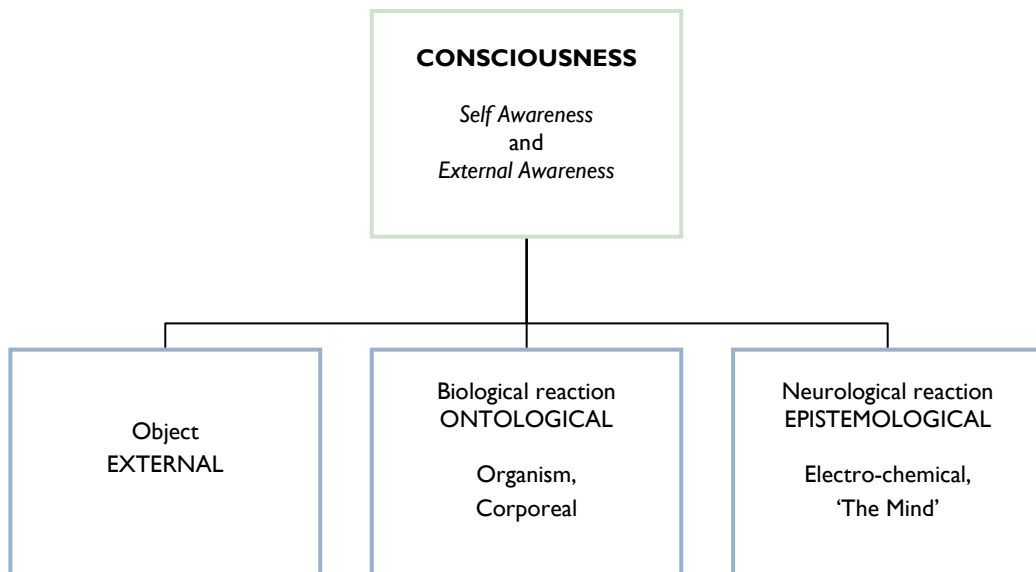 CONSCIOUSNESS
Self Awareness
and
External Awareness
Object
EXTERNAL
Biological reaction
ONTOLOGICAL
Organism,
Corporeal
Neurological reaction
EPISTEMOLOGICAL
Electro-chemical,
‘The Mind’